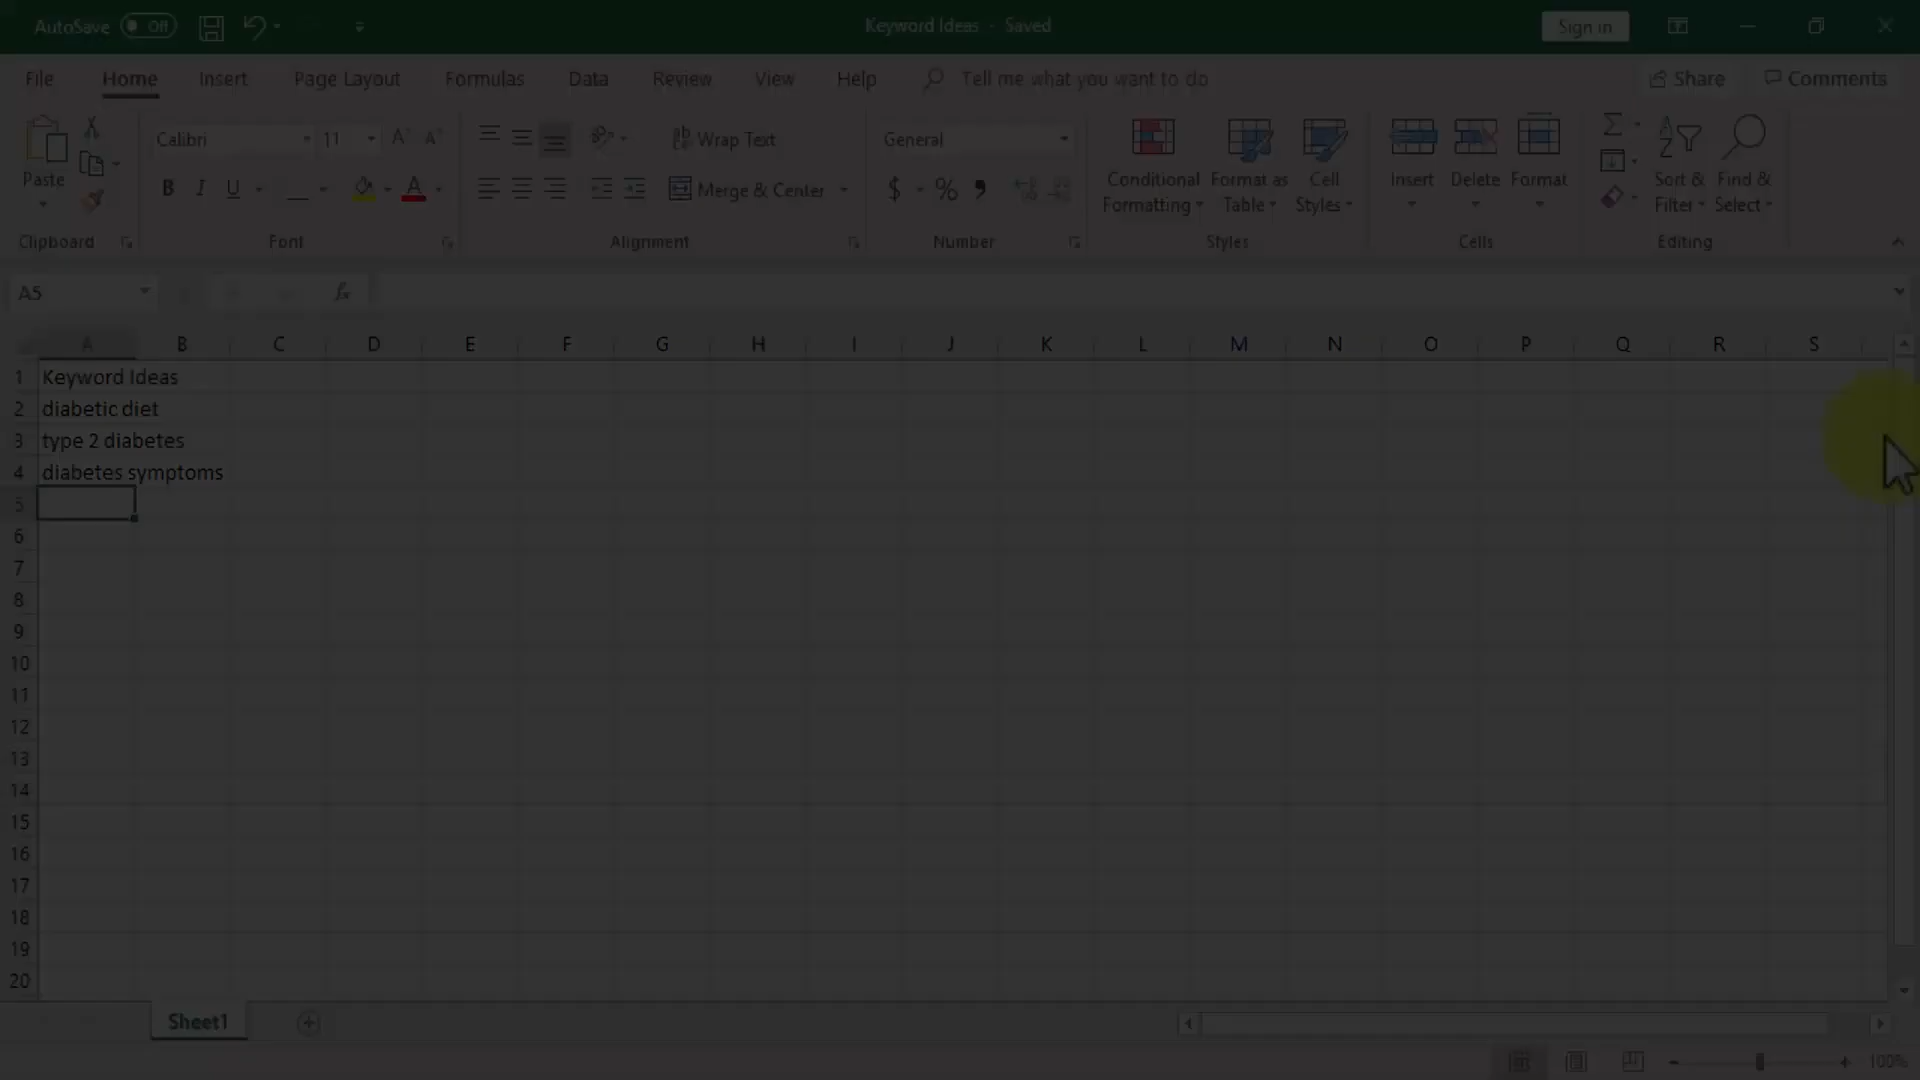 AutoSave Off Keyword Ideas - Saved Sign in
File Home Insert Page Layout Formulas Data Review View Help Tell me what you want to do Share Comments
Paste
Clipboard
Calibri 11
B I U A
Font
Wrap Text
Merge & Center
Alignment
General
$ % ,
Number
Conditional Formatting
Format as Table
Cell Styles
Styles
Insert Delete Format
Cells
Sort & Filter
Find & Select
Editing
A5 fx
A B C D E F G H I J K L M N O P Q R S
1 Keyword Ideas
2 diabetic diet
3 type 2 diabetes
4 diabetes symptoms
5
6
7
8
9
10
11
12
13
14
15
16
17
18
19
20
Sheet1
100%